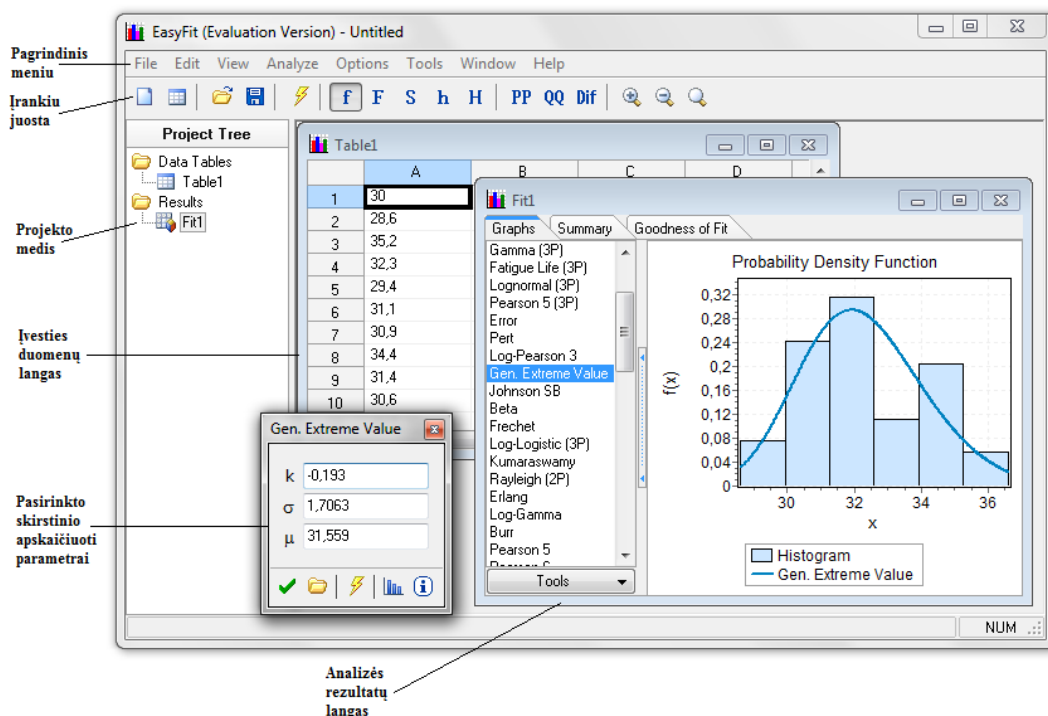 EasyFit (Evaluation Version) - Untitled
Pagrindinis
meniu
File Edit View Analyze Options Tools Window Help
Įrankiu
juosta
f F S h H PP QQ Dif
Project Tree
Data Tables
Table1
Results
Fit1
Projekto
medis
Table1
A B C D
1 30
2 28,6
3 35,2
4 32,3
5 29,4
6 31,1
7 30,9
8 34,4
9 31,4
10 30,6
Įvesties
duomenų
langas
Fit1
Graphs Summary Goodness of Fit
Gamma (3P)
Fatigue Life (3P)
Lognormal (3P)
Pearson 5 (3P)
Error
Pert
Log-Pearson 3
Gen. Extreme Value
Johnson SB
Beta
Frechet
Log-Logistic (3P)
Kumaraswamy
Rayleigh (2P)
Erlang
Log-Gamma
Burr
Pearson 5
Tools
Probability Density Function
f(x)
0,32
0,28
0,24
0,2
0,16
0,12
0,08
0,04
0
30 32 34 36
x
Histogram
Gen. Extreme Value
Gen. Extreme Value
k -0,193
σ 1,7063
μ 31,559
Pasirinkto
skirstinio
apskaičiuoti
parametrai
NUM
Analizės
rezultatų
langas